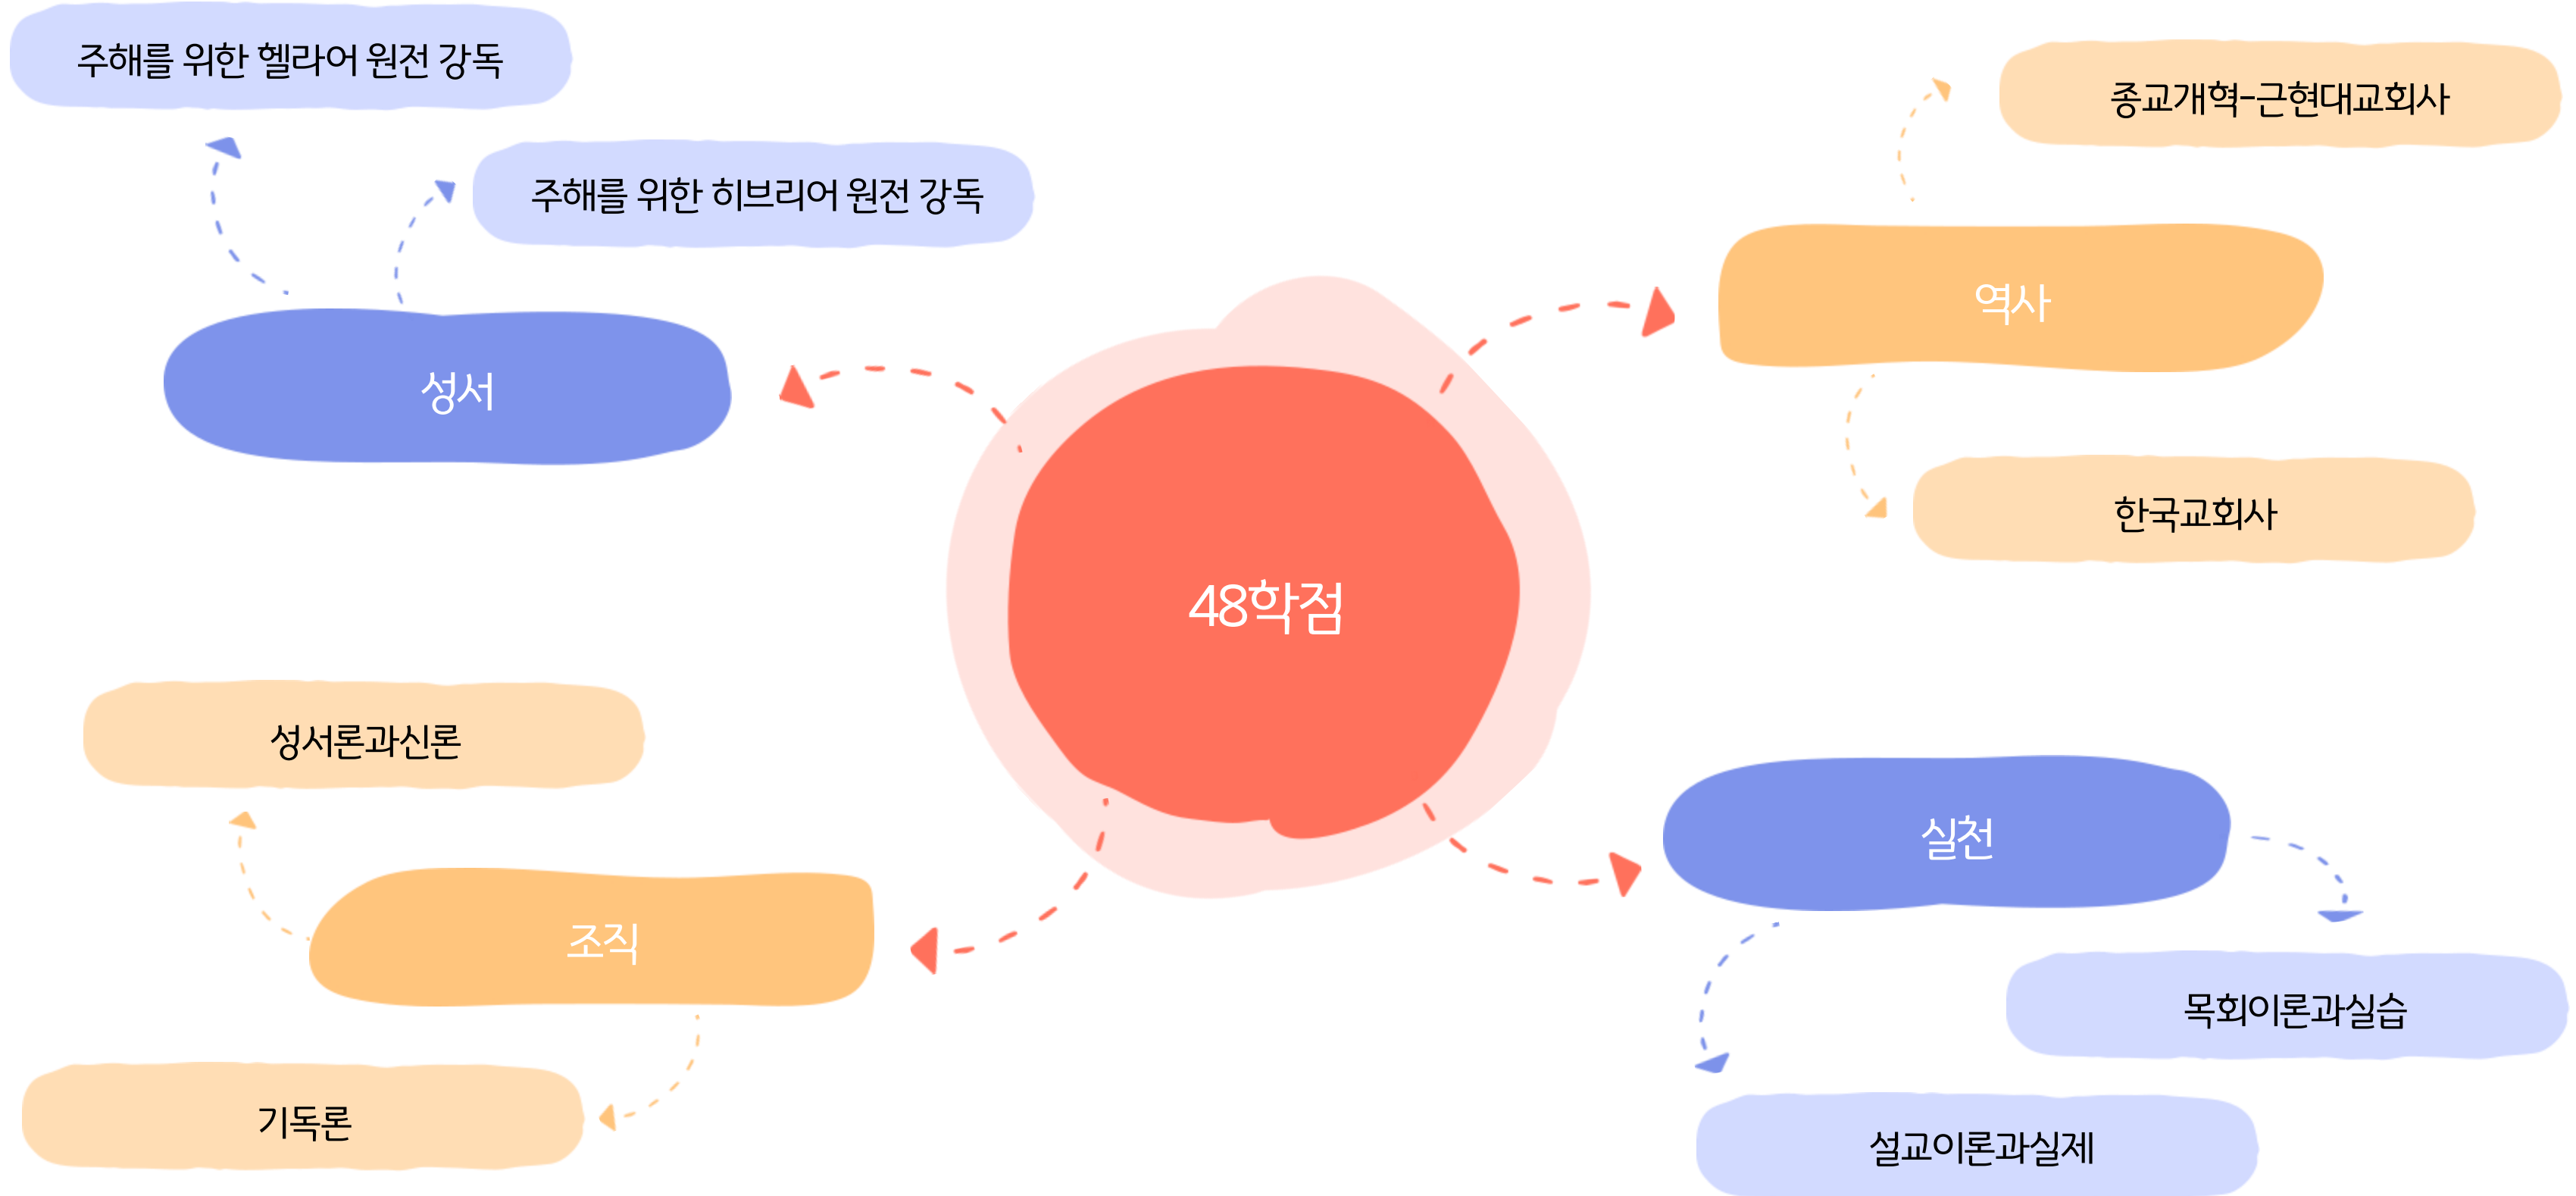 주해를 위한 헬라어 원전 강독
주해를 위한 히브리어 원전 강독
성서
종교개혁-근현대교회사
역사
한국교회사
48학점
성서론과신론
조직
기독론
실천
목회이론과실습
설교이론과실제